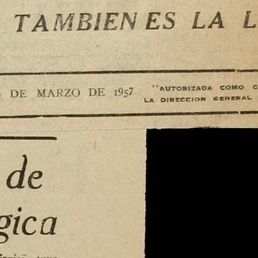 TAMBIEN ES LA L
DE MARZO DE 1957
"AUTORIZADA COMO C
LA DIRECCION GENERAL
de
gica